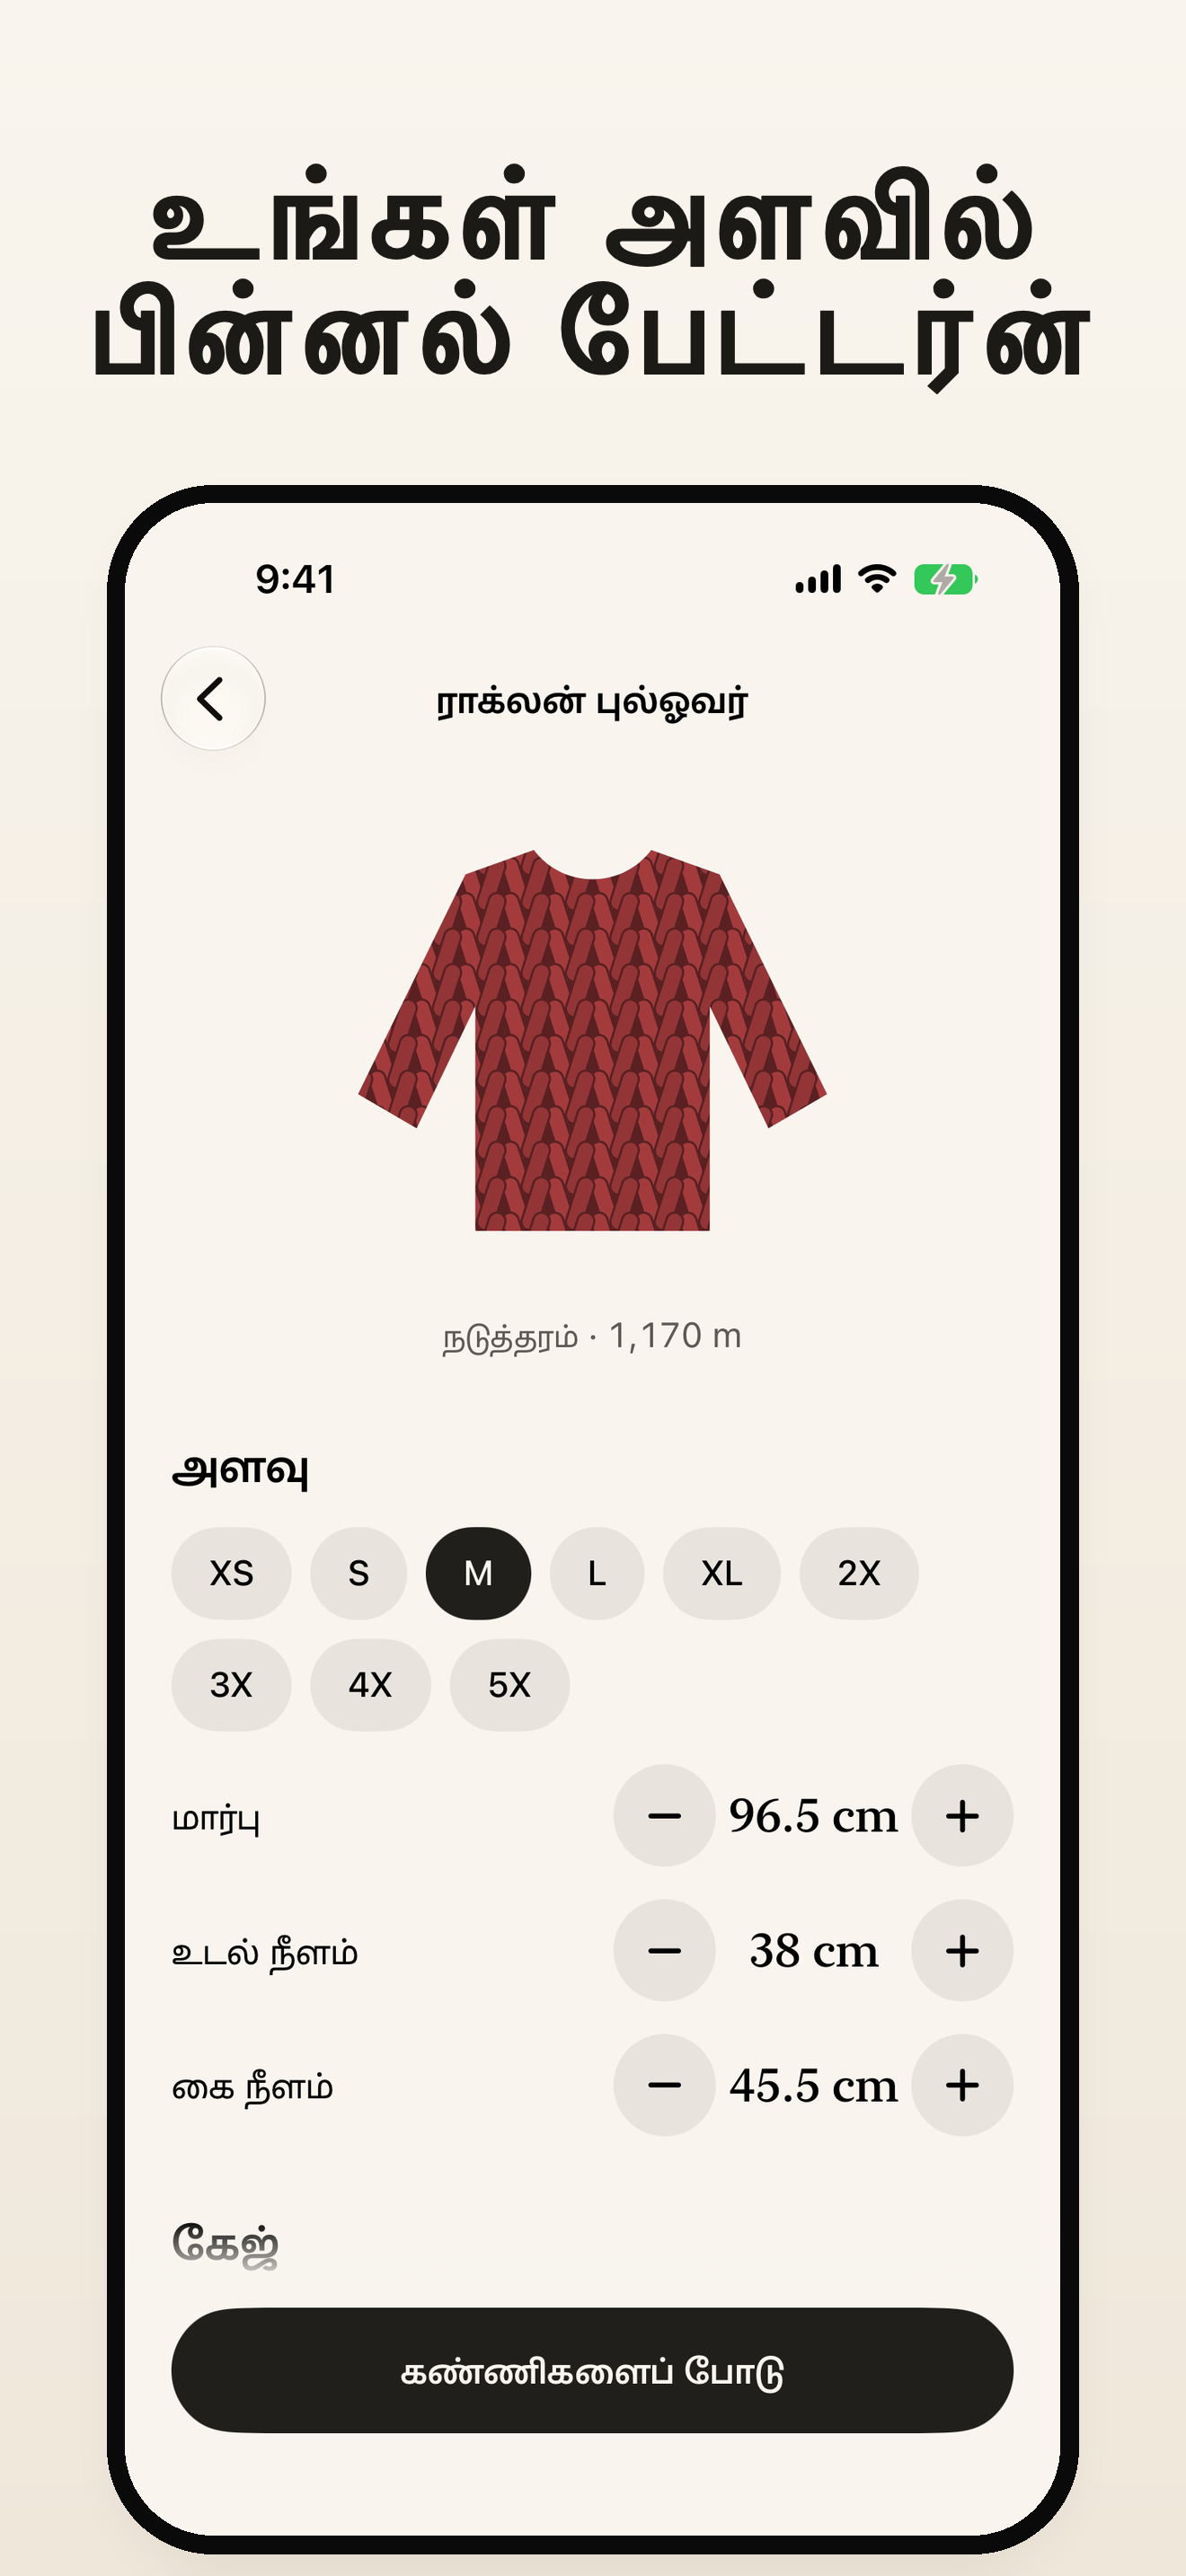 உங்கள் அளவில்
பின்னல் பேட்டர்ன்
9:41
ராக்லன் புல்ஓவர்
நடுத்தரம் · 1,170 m
அளவு
XS S M L XL 2X
3X 4X 5X
மார்பு 96.5 cm
உடல் நீளம் 38 cm
கை நீளம் 45.5 cm
கேஜ்
கண்ணிகளைப் போடு